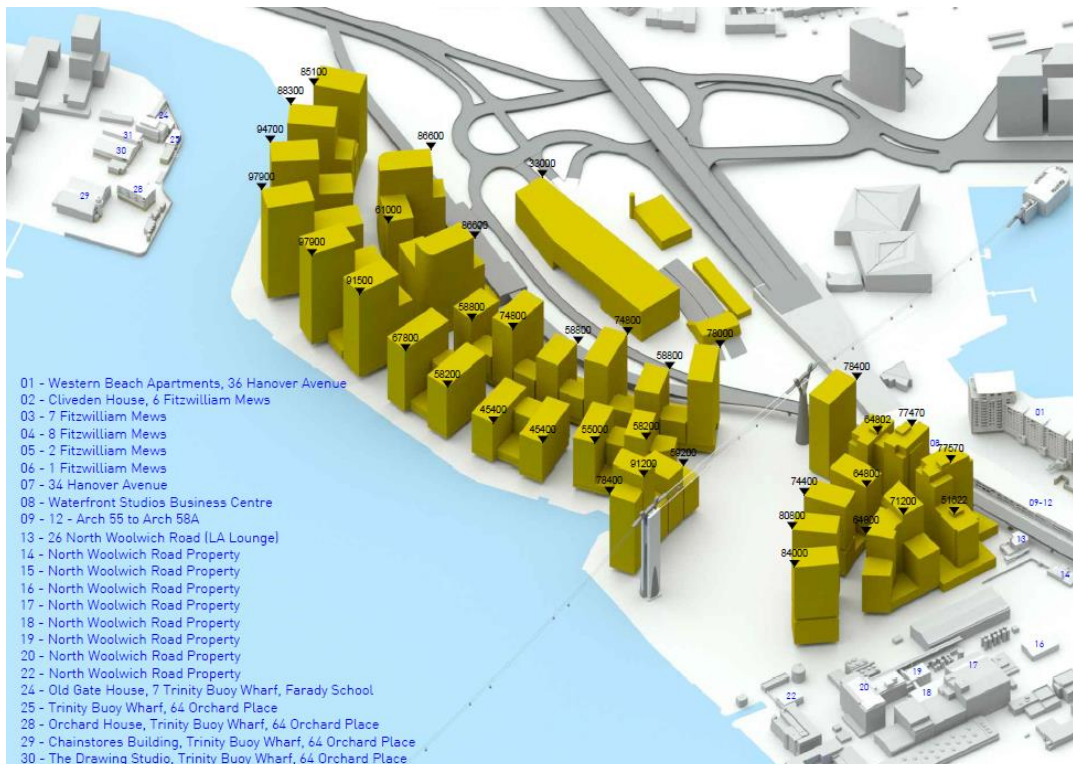 85100
88300
94700
97900
86600
33000
61000
86600
97900
91500
58800
74800
58800
74800
78000
58800
67800
58200
78400
45400
45400
55000
58200
64802
77470
77570
91200
59200
78400
74400
64800
71200
51622
80800
64800
84000
24
31
25
30
29
28
01
08
09-12
13
14
16
17
19
18
20
22
01 - Western Beach Apartments, 36 Hanover Avenue
02 - Cliveden House, 6 Fitzwilliam Mews
03 - 7 Fitzwilliam Mews
04 - 8 Fitzwilliam Mews
05 - 2 Fitzwilliam Mews
06 - 1 Fitzwilliam Mews
07 - 34 Hanover Avenue
08 - Waterfront Studios Business Centre
09 - 12 - Arch 55 to Arch 58A
13 - 26 North Woolwich Road (LA Lounge)
14 - North Woolwich Road Property
15 - North Woolwich Road Property
16 - North Woolwich Road Property
17 - North Woolwich Road Property
18 - North Woolwich Road Property
19 - North Woolwich Road Property
20 - North Woolwich Road Property
22 - North Woolwich Road Property
24 - Old Gate House, 7 Trinity Buoy Wharf, Farady School
25 - Trinity Buoy Wharf, 64 Orchard Place
28 - Orchard House, Trinity Buoy Wharf, 64 Orchard Place
29 - Chainstores Building, Trinity Buoy Wharf, 64 Orchard Place
30 - The Drawing Studio, Trinity Buoy Wharf, 64 Orchard Place